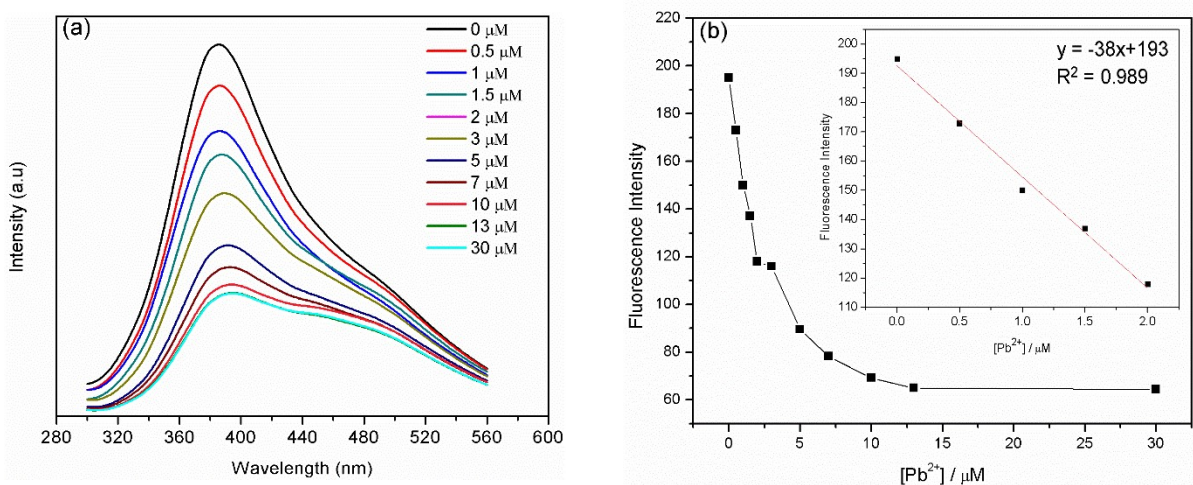 (a)
0 μM
0.5 μM
1 μM
1.5 μM
2 μM
3 μM
5 μM
7 μM
10 μM
13 μM
30 μM
Intensity (a.u)
280 320 360 400 440 480 520 560 600
Wavelength (nm)
(b)
220
200
180
160
140
120
100
80
60
Fluorescence Intensity
0 5 10 15 20 25 30
[Pb²⁺] / μM
y = -38x+193
R² = 0.989
200
190
180
170
160
150
140
130
120
110
Fluorescence Intensity
0.0 0.5 1.0 1.5 2.0
[Pb²⁺] / μM